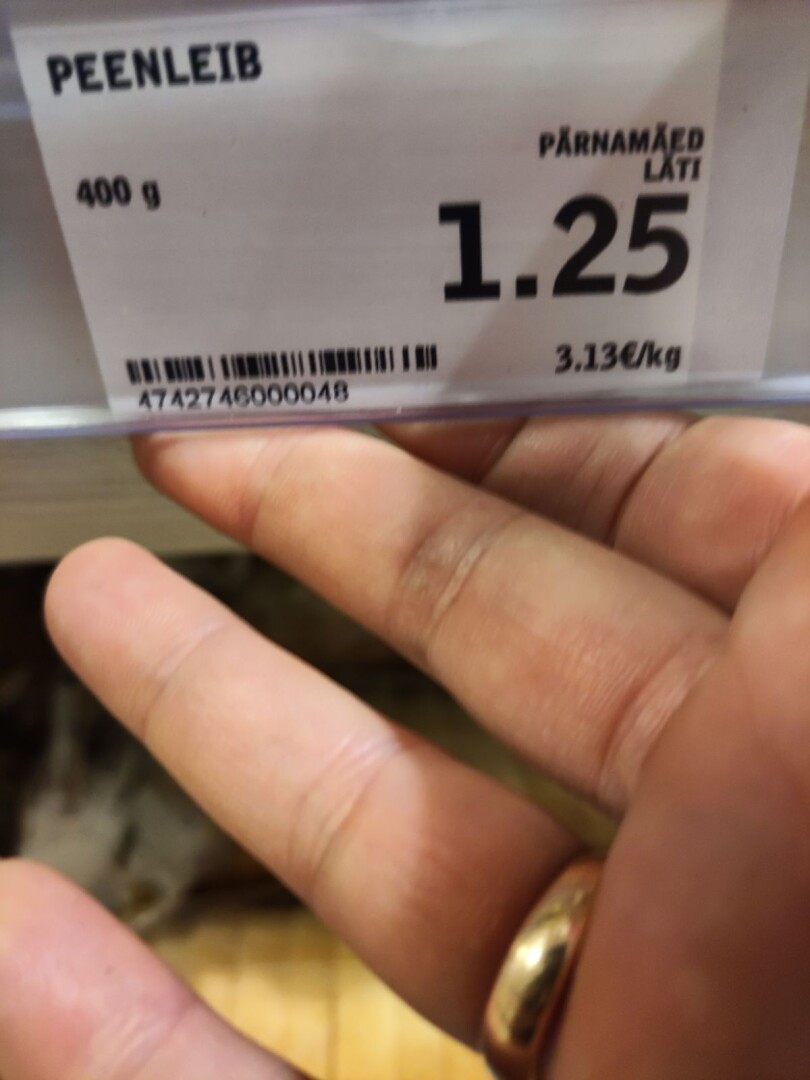 PEENLEIB
PÄRNAMÄED
LÄTI
400 g
1.25
3.13€/kg
4742746000048